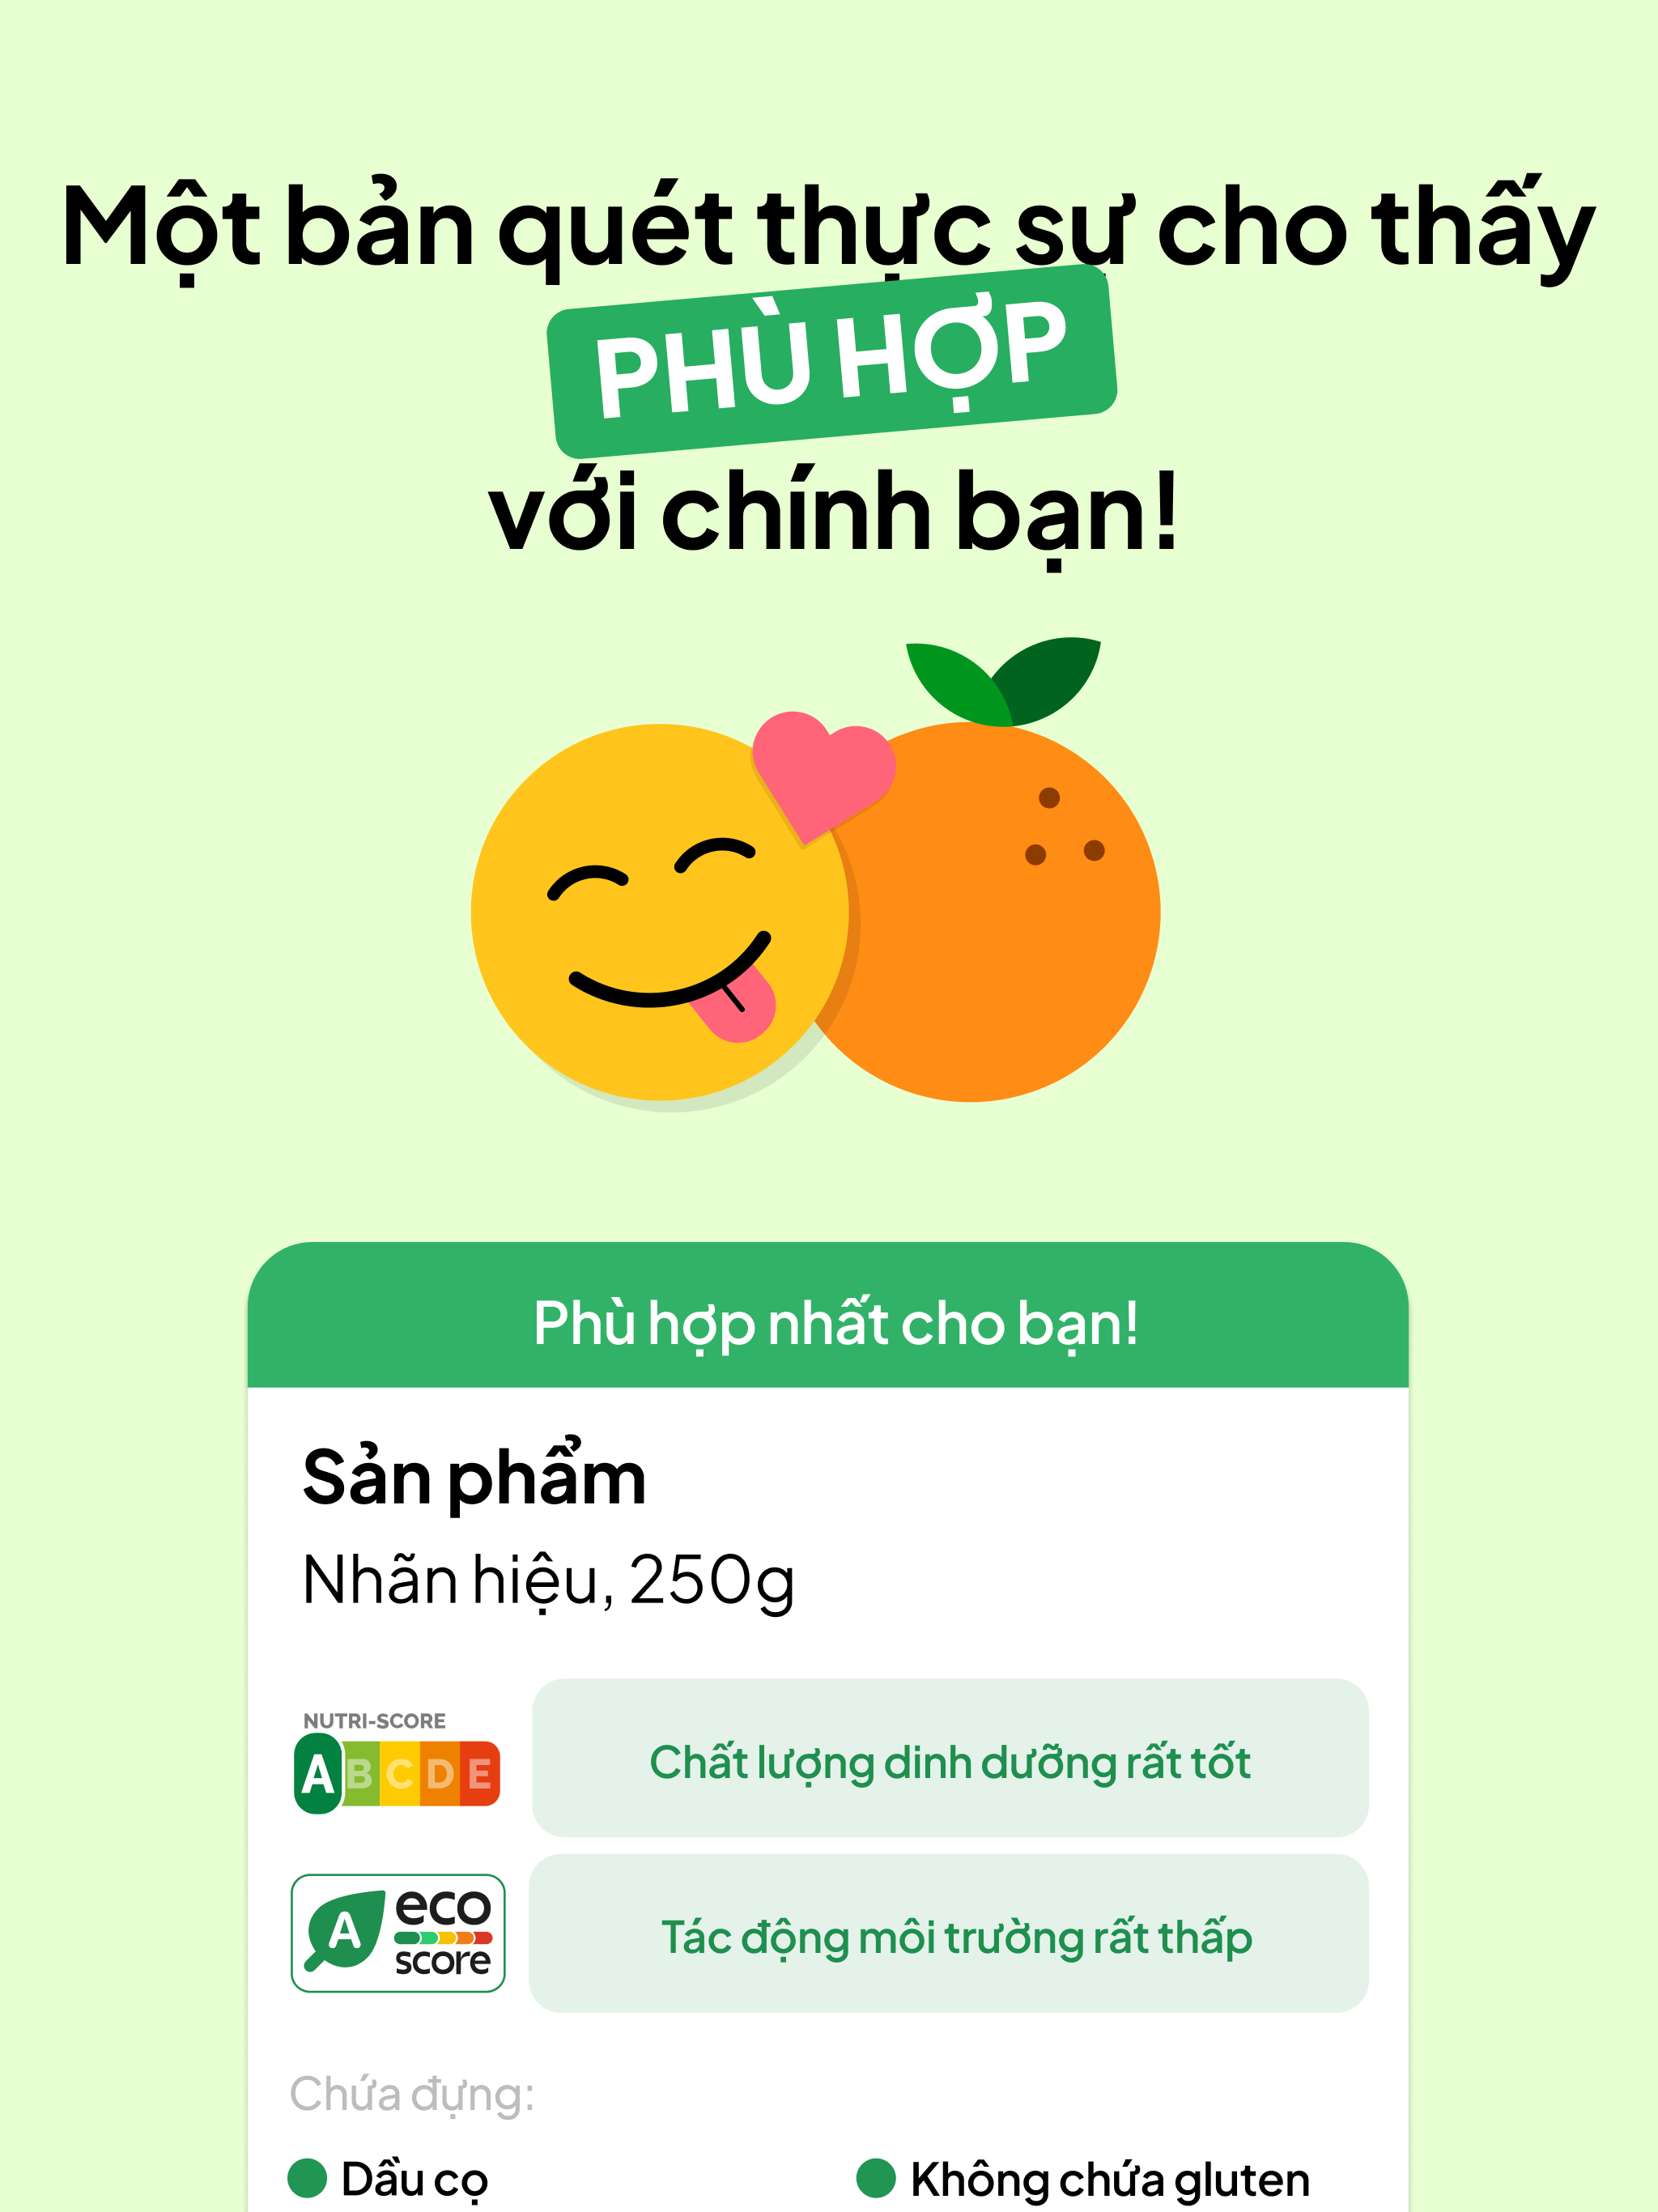 Một bản quét thực sự cho thấy
PHÙ HỢP
với chính bạn!
Phù hợp nhất cho bạn!
Sản phẩm
Nhãn hiệu, 250g
NUTRI-SCORE
A B C D E
Chất lượng dinh dưỡng rất tốt
A
eco
score
Tác động môi trường rất thấp
Chứa đựng:
Dầu cọ
Không chứa gluten